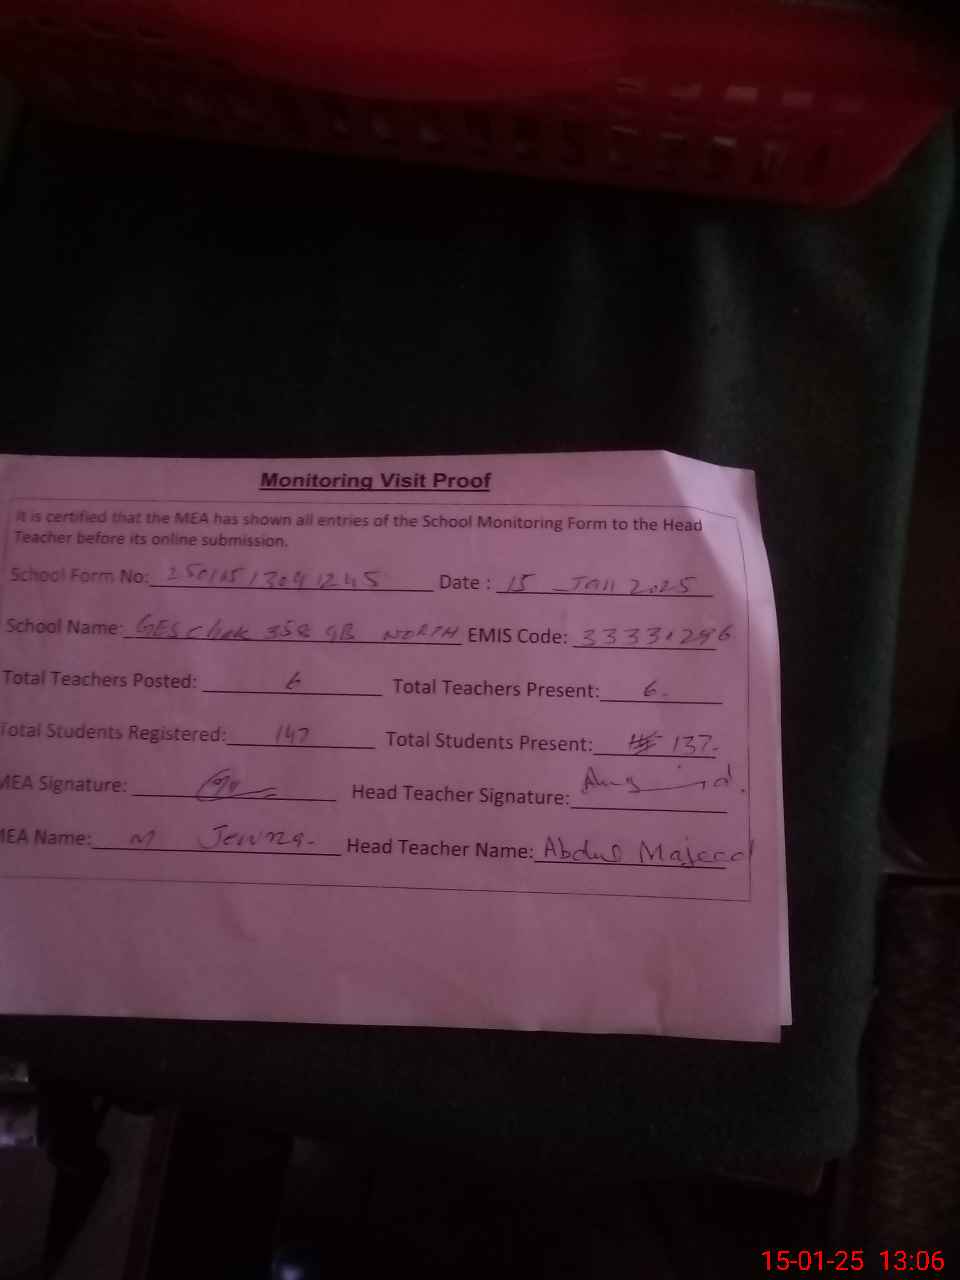 Monitoring Visit Proof
It is certified that the MEA has shown all entries of the School Monitoring Form to the Head
Teacher before its online submission.
School Form No: Date : 15 Jan 2025
School Name: GES Chak 358 GB NORTH EMIS Code: 33331296
Total Teachers Posted: 6 Total Teachers Present: 6.
Total Students Registered: 147 Total Students Present: 137.
MEA Signature: Head Teacher Signature:
MEA Name: M Head Teacher Name: Abdul Majeed
15-01-25 13:06